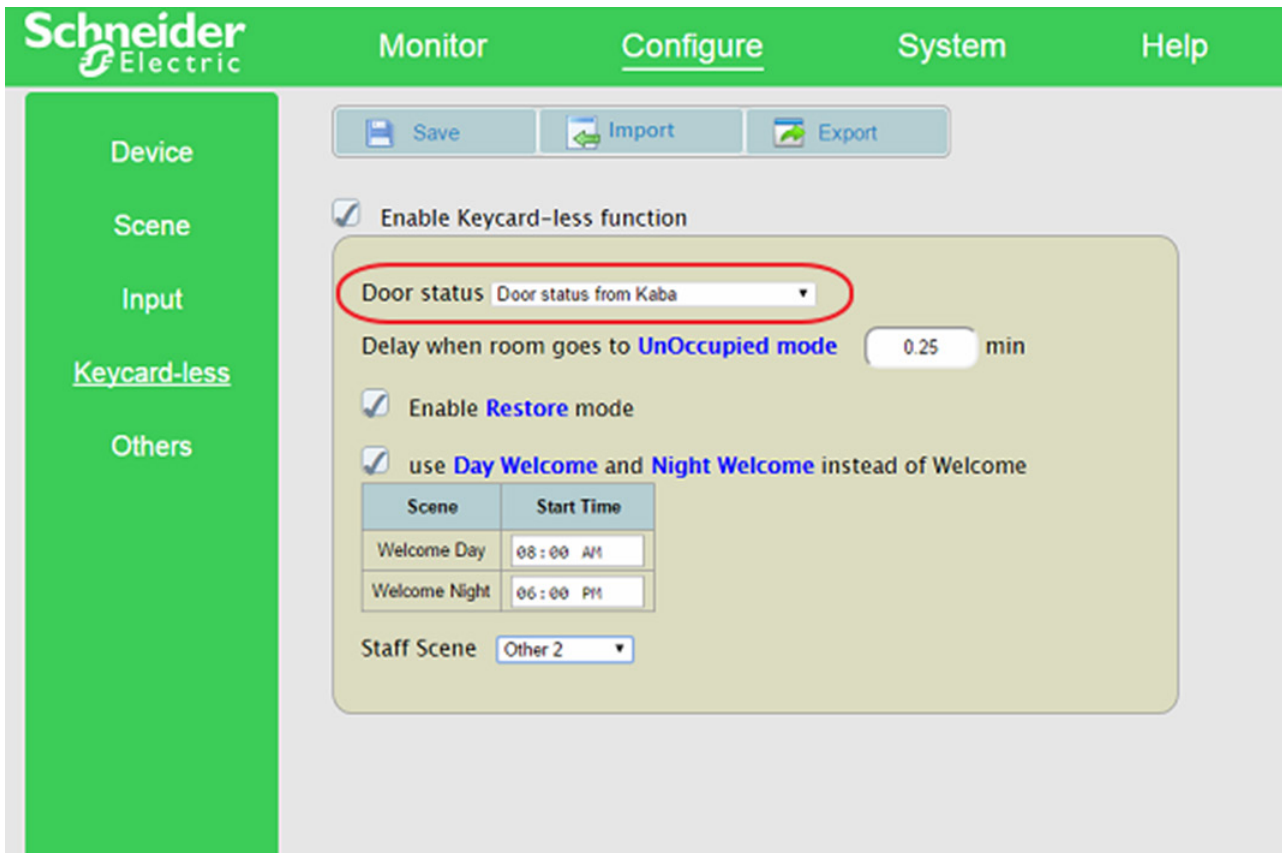 Schneider Electric
Monitor Configure System Help
Device
Scene
Input
Keycard-less
Others
Save Import Export
Enable Keycard-less function
Door status Door status from Kaba
Delay when room goes to UnOccupied mode 0.25 min
Enable Restore mode
use Day Welcome and Night Welcome instead of Welcome
Scene Start Time
Welcome Day 08:00 AM
Welcome Night 06:00 PM
Staff Scene Other 2